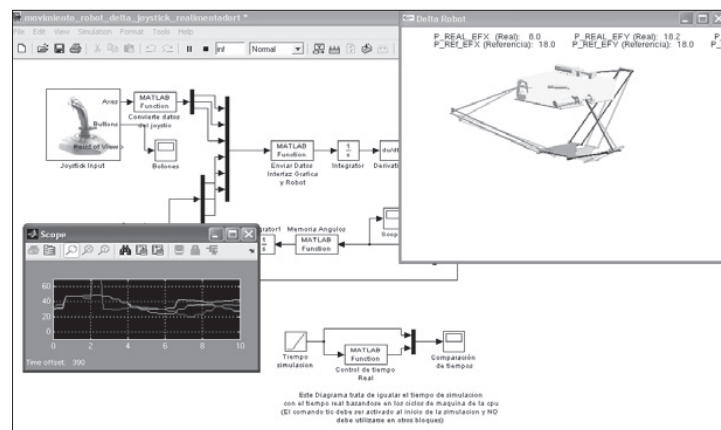 movimiento_robot_delta_joystick_realimentadort *
File Edit View Simulation Format Tools Help
inf
Normal
Delta Robot
P_REAL_EFX (Real): 8.0
P_REAL_EFY (Real): 18.2
P_Ref_EFX (Referencia): 18.0
P_Ref_EFY (Referencia): 18.0
Axes
Buttons
Point of View
Joystick Input
MATLAB
Function
Convierte datos
del joystic
Botones
MATLAB
Function
Enviar Datos
Interfaz Grafica
y Robot
1
s
Integrator
du/dt
Derivati
Scope
Time offset: 390
60
40
20
0
0 2 4 6 8 10
Integrator1
Memoria Angulos
MATLAB
Function
Scop
Tiempo
simulacion
MATLAB
Function
Control de tiempo
Real
Comparación
de tiempos
Este Diagrama trata de igualar el tiempo de simulacion
con el tiempo real basandose en los ciclos de maquina de la cpu
(El comando tic debe ser activado al inicio de la simulacion y NO
debe utilizarse en otros bloques)